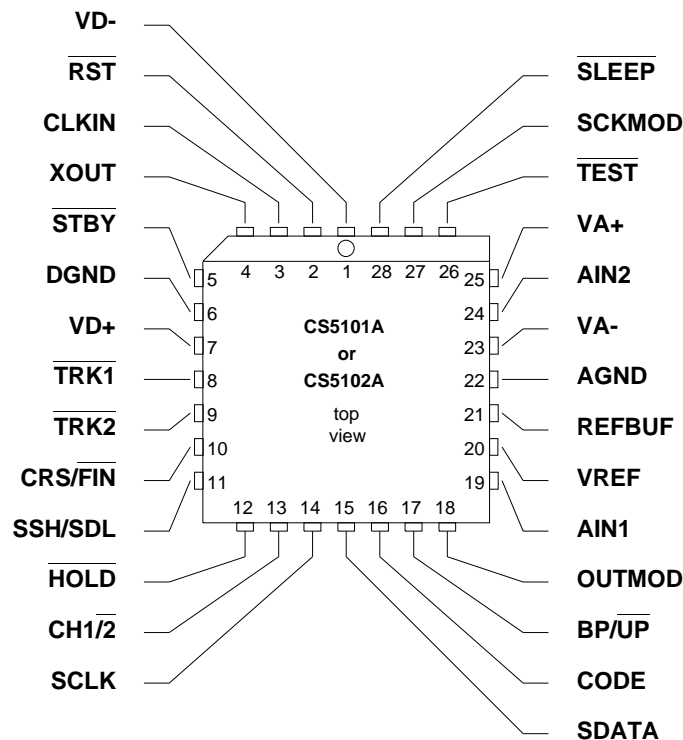 VD-
RST
CLKIN
XOUT
STBY
DGND
VD+
TRK1
TRK2
CRS/FIN
SSH/SDL
HOLD
CH1/2
SCLK
SLEEP
SCKMOD
TEST
VA+
AIN2
VA-
AGND
REFBUF
VREF
AIN1
OUTMOD
BP/UP
CODE
SDATA
4 3 2 1 28 27 26
5
6
7
8
9
10
11
25
24
23
22
21
20
19
CS5101A
or
CS5102A
top
view
12 13 14 15 16 17 18